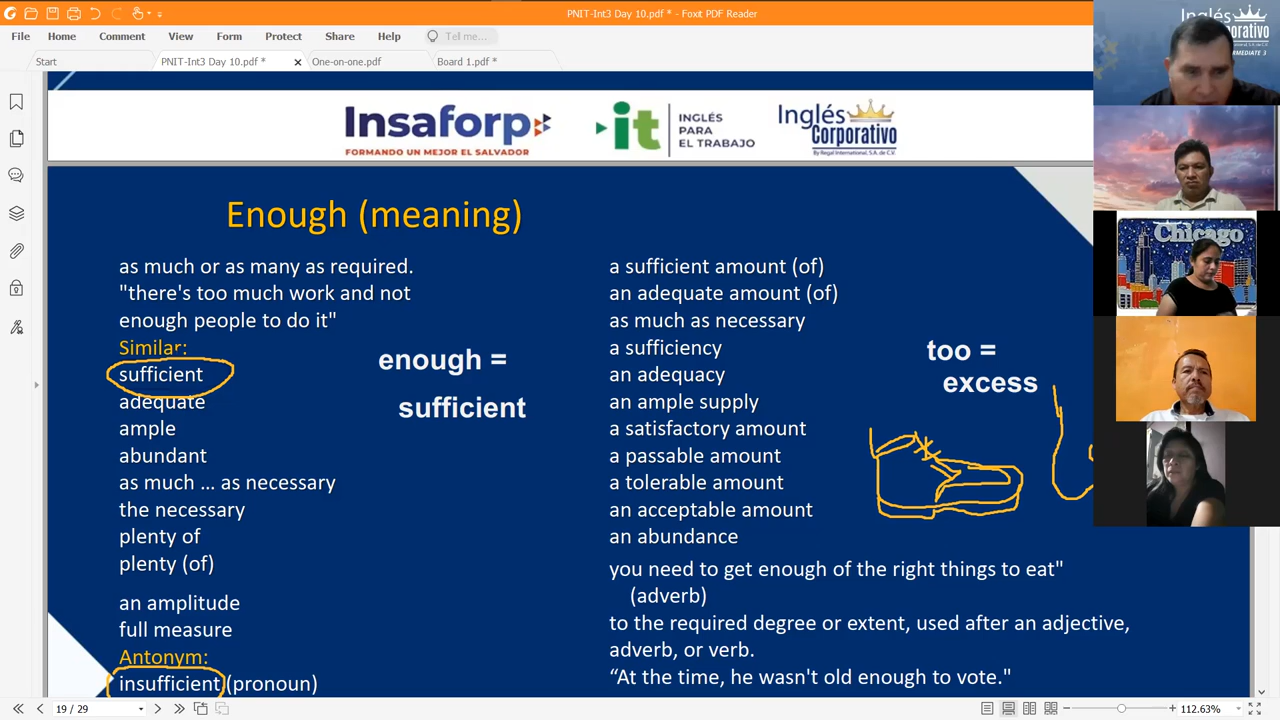 PNIT-Int3 Day 10.pdf * - Foxit PDF Reader
File Home Comment View Form Protect Share Help Tell me...
Start PNIT-Int3 Day 10.pdf * One-on-one.pdf Board 1.pdf *
Inglés
Corporativo
RMEDIATE 3
Insaforp
FORMANDO UN MEJOR EL SALVADOR
it
INGLÉS
PARA
EL TRABAJO
Inglés
Corporativo
By Regal International, S.A. de C.V.
Chicago
Enough (meaning)
as much or as many as required.
"there's too much work and not
enough people to do it"
Similar:
sufficient
adequate
ample
abundant
as much ... as necessary
the necessary
plenty of
plenty (of)
an amplitude
full measure
Antonym:
insufficient (pronoun)
enough =
sufficient
a sufficient amount (of)
an adequate amount (of)
as much as necessary
a sufficiency
an adequacy
an ample supply
a satisfactory amount
a passable amount
a tolerable amount
an acceptable amount
an abundance
you need to get enough of the right things to eat"
(adverb)
to the required degree or extent, used after an adjective,
adverb, or verb.
“At the time, he wasn't old enough to vote."
too =
excess
19 / 29
112.63%